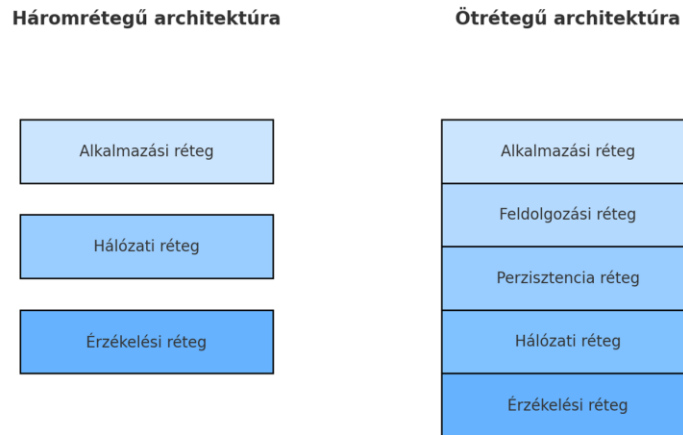 Háromrétegű architektúra
Alkalmazási réteg
Hálózati réteg
Érzékelési réteg
Ötrétegű architektúra
Alkalmazási réteg
Feldolgozási réteg
Perzisztencia réteg
Hálózati réteg
Érzékelési réteg